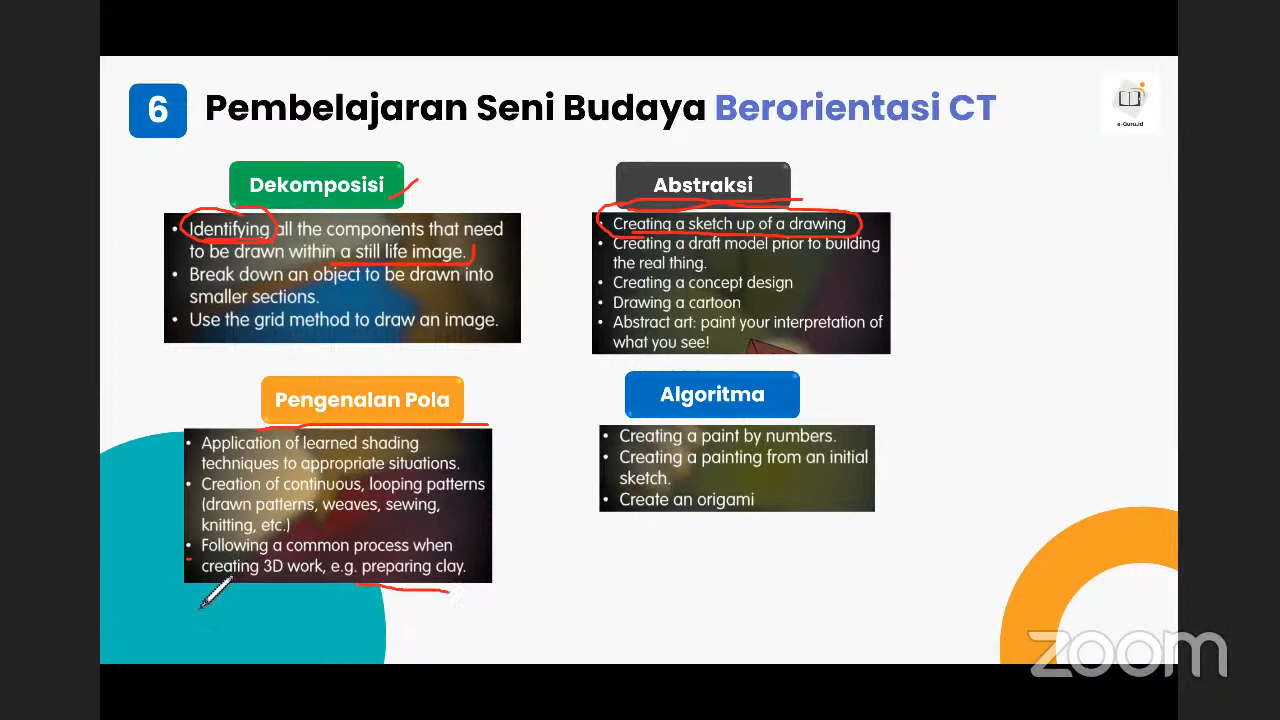 6 Pembelajaran Seni Budaya Berorientasi CT
e-Guru.id
Dekomposisi
• Identifying all the components that need
to be drawn within a still life image.
• Break down an object to be drawn into
smaller sections.
• Use the grid method to draw an image.
Abstraksi
• Creating a sketch up of a drawing
• Creating a draft model prior to building
the real thing.
• Creating a concept design
• Drawing a cartoon
• Abstract art: paint your interpretation of
what you see!
Pengenalan Pola
• Application of learned shading
techniques to appropriate situations.
• Creation of continuous, looping patterns
(drawn patterns, weaves, sewing,
knitting, etc.)
• Following a common process when
creating 3D work, e.g. preparing clay.
Algoritma
• Creating a paint by numbers.
• Creating a painting from an initial
sketch.
• Create an origami
zoom